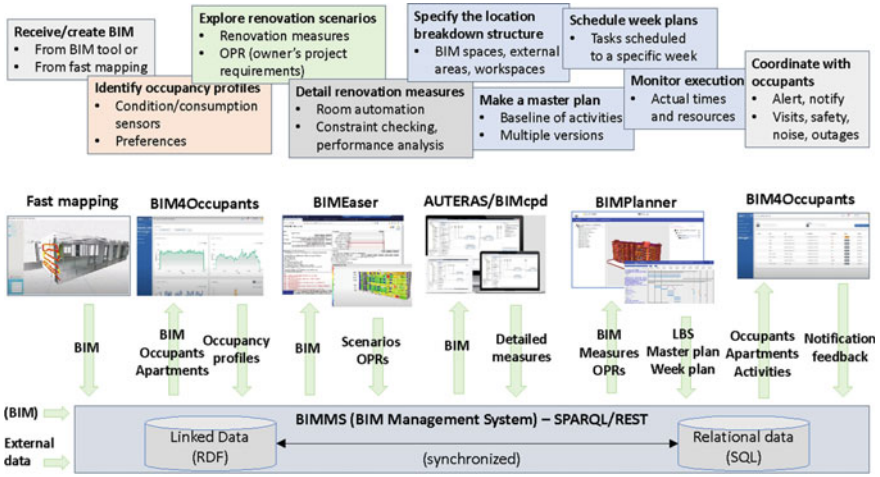 Receive/create BIM
• From BIM tool or
• From fast mapping
Identify occupancy profiles
• Condition/consumption
sensors
• Preferences
Explore renovation scenarios
• Renovation measures
• OPR (owner's project
requirements)
Detail renovation measures
• Room automation
• Constraint checking,
performance analysis
Specify the location
breakdown structure
• BIM spaces, external
areas, workspaces
Make a master plan
• Baseline of activities
• Multiple versions
Schedule week plans
• Tasks scheduled
to a specific week
Monitor execution
• Actual times
and resources
Coordinate with
occupants
• Alert, notify
• Visits, safety,
noise, outages
Fast mapping
BIM4Occupants
BIMEaser
AUTERAS/BIMcpd
BIMPlanner
BIM4Occupants
BIM
BIM
Occupants
Apartments
Occupancy
profiles
BIM
Scenarios
OPRs
BIM
Detailed
measures
BIM
Measures
OPRs
LBS
Master plan
Week plan
Occupants
Apartments
Activities
Notification
feedback
(BIM)
External
data
BIMMS (BIM Management System) – SPARQL/REST
Linked Data
(RDF)
(synchronized)
Relational data
(SQL)